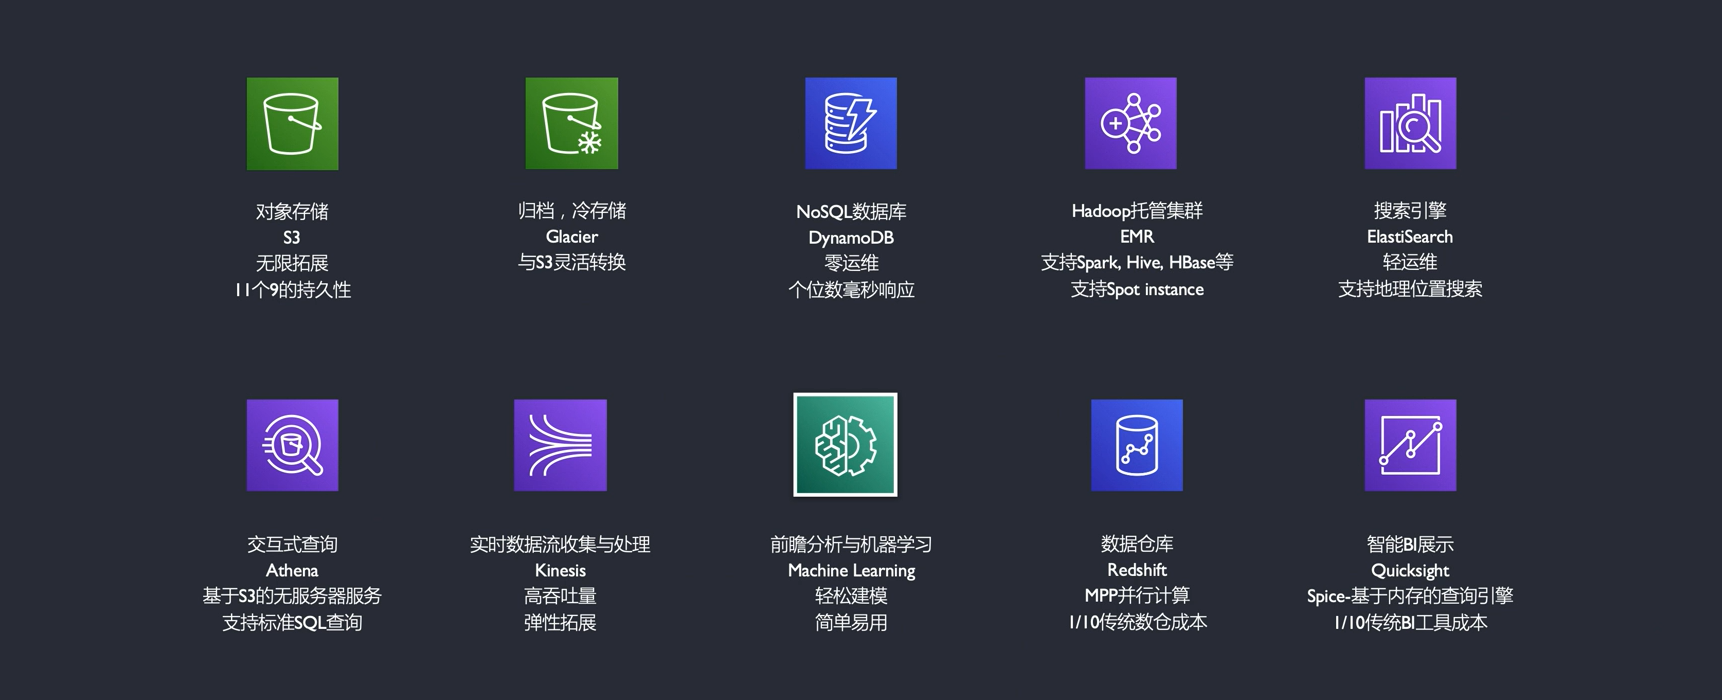 对象存储
S3
无限拓展
11个9的持久性
归档，冷存储
Glacier
与S3灵活转换
NoSQL数据库
DynamoDB
零运维
个位数毫秒响应
Hadoop托管集群
EMR
支持Spark, Hive, HBase等
支持Spot instance
搜索引擎
ElastiSearch
轻运维
支持地理位置搜索
交互式查询
Athena
基于S3的无服务器服务
支持标准SQL查询
实时数据流收集与处理
Kinesis
高吞吐量
弹性拓展
前瞻分析与机器学习
Machine Learning
轻松建模
简单易用
数据仓库
Redshift
MPP并行计算
1/10传统数仓成本
智能BI展示
Quicksight
Spice-基于内存的查询引擎
1/10传统BI工具成本